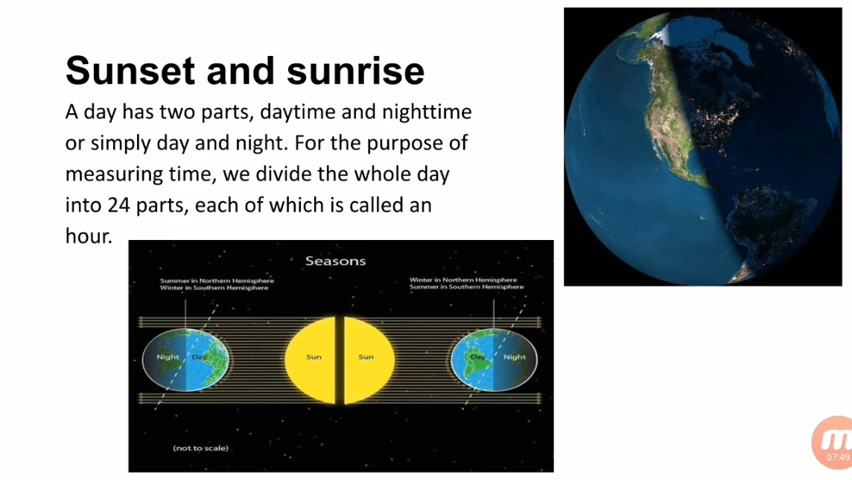 Sunset and sunrise
A day has two parts, daytime and nighttime
or simply day and night. For the purpose of
measuring time, we divide the whole day
into 24 parts, each of which is called an
hour.
Seasons
Summer in Northern Hemisphere
Winter in Southern Hemisphere
Winter in Northern Hemisphere
Summer in Southern Hemisphere
Night
Day
Sun
Sun
Day
Night
(not to scale)
07:49